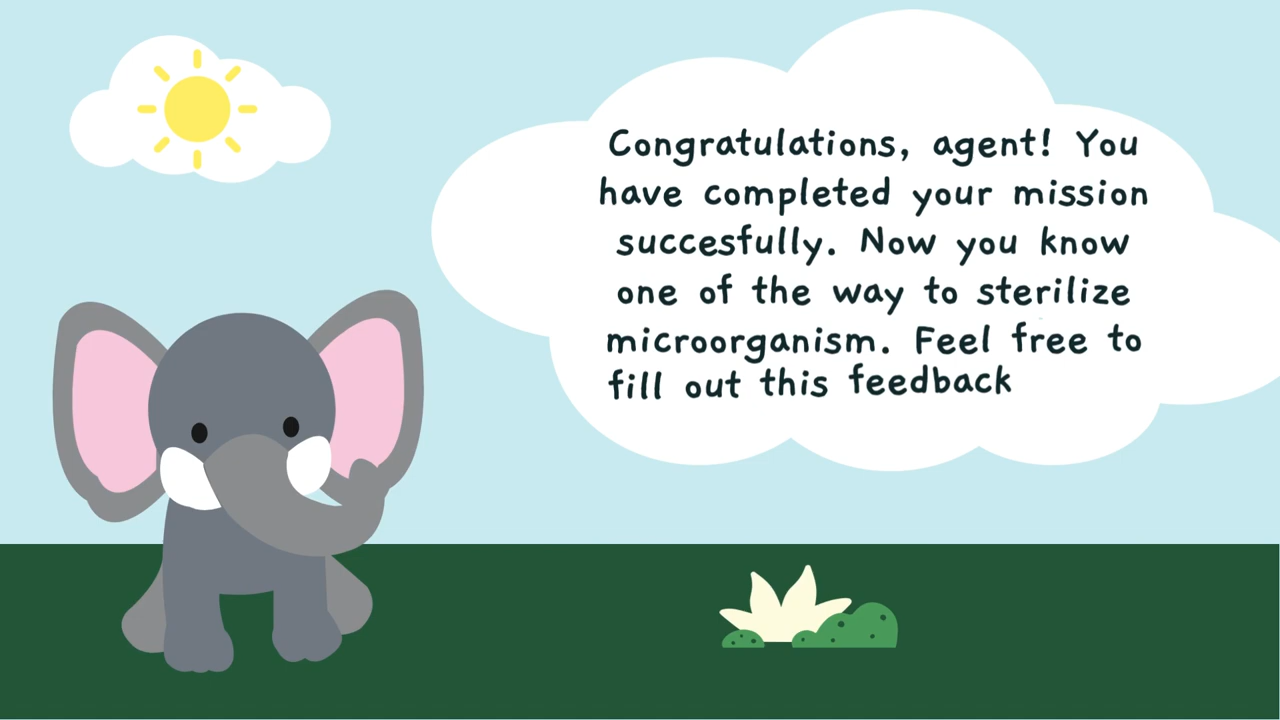 Congratulations, agent! You
have completed your mission
succesfully. Now you know
one of the way to sterilize
microorganism. Feel free to
fill out this feedback